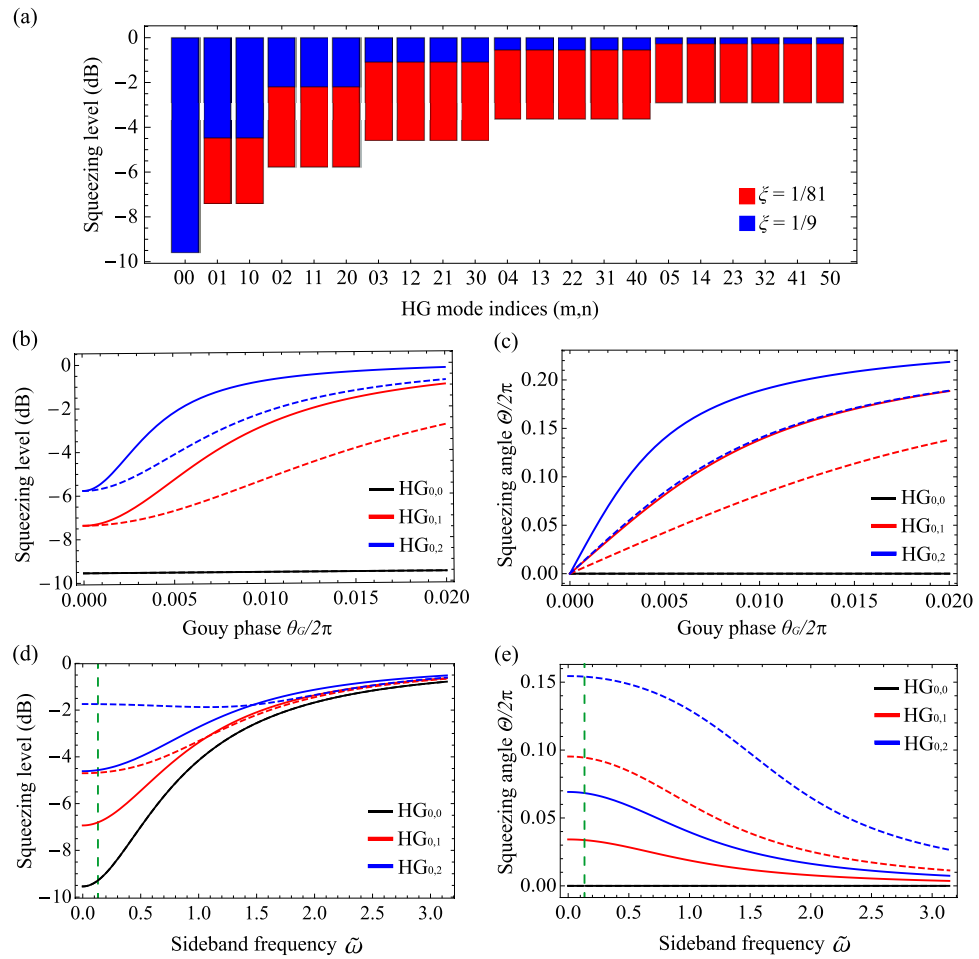 (a)
Squeezing level (dB)
0
−2
−4
−6
−8
−10
ξ = 1/81
ξ = 1/9
00 01 10 02 11 20 03 12 21 30 04 13 22 31 40 05 14 23 32 41 50
HG mode indices (m,n)
(b)
Squeezing level (dB)
0
−2
−4
−6
−8
−10
HG0,0
HG0,1
HG0,2
0.000 0.005 0.010 0.015 0.020
Gouy phase θG/2π
(c)
Squeezing angle Θ/2π
0.20
0.15
0.10
0.05
0.00
HG0,0
HG0,1
HG0,2
0.000 0.005 0.010 0.015 0.020
Gouy phase θG/2π
(d)
Squeezing level (dB)
0
−2
−4
−6
−8
−10
HG0,0
HG0,1
HG0,2
0.0 0.5 1.0 1.5 2.0 2.5 3.0
Sideband frequency ω̃
(e)
Squeezing angle Θ/2π
0.15
0.10
0.05
0.00
HG0,0
HG0,1
HG0,2
0.0 0.5 1.0 1.5 2.0 2.5 3.0
Sideband frequency ω̃